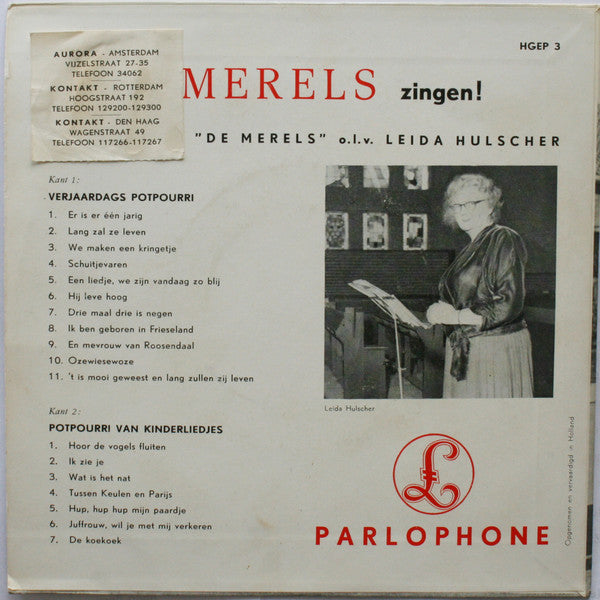 AURORA - AMSTERDAM
VIJZELSTRAAT 27-35
TELEFOON 34062
KONTAKT - ROTTERDAM
HOOGSTRAAT 192
TELEFOON 129200-129300
KONTAKT - DEN HAAG
WAGENSTRAAT 49
TELEFOON 117266-117267
HGEP 3
MERELS zingen!
"DE MERELS" o.l.v. LEIDA HULSCHER
Kant 1:
VERJAARDAGS POTPOURRI
1. Er is er één jarig
2. Lang zal ze leven
3. We maken een kringetje
4. Schuitjevaren
5. Een liedje, we zijn vandaag zo blij
6. Hij leve hoog
7. Drie maal drie is negen
8. Ik ben geboren in Frieseland
9. En mevrouw van Roosendaal
10. Ozewiesewoze
11. 't is mooi geweest en lang zullen zij leven
Kant 2:
POTPOURRI VAN KINDERLIEDJES
1. Hoor de vogels fluiten
2. Ik zie je
3. Wat is het nat
4. Tussen Keulen en Parijs
5. Hup, hup hup mijn paardje
6. Juffrouw, wil je met mij verkeren
7. De koekoek
Leida Hulscher
£
PARLOPHONE
Opgenomen en vervaardigd in Holland